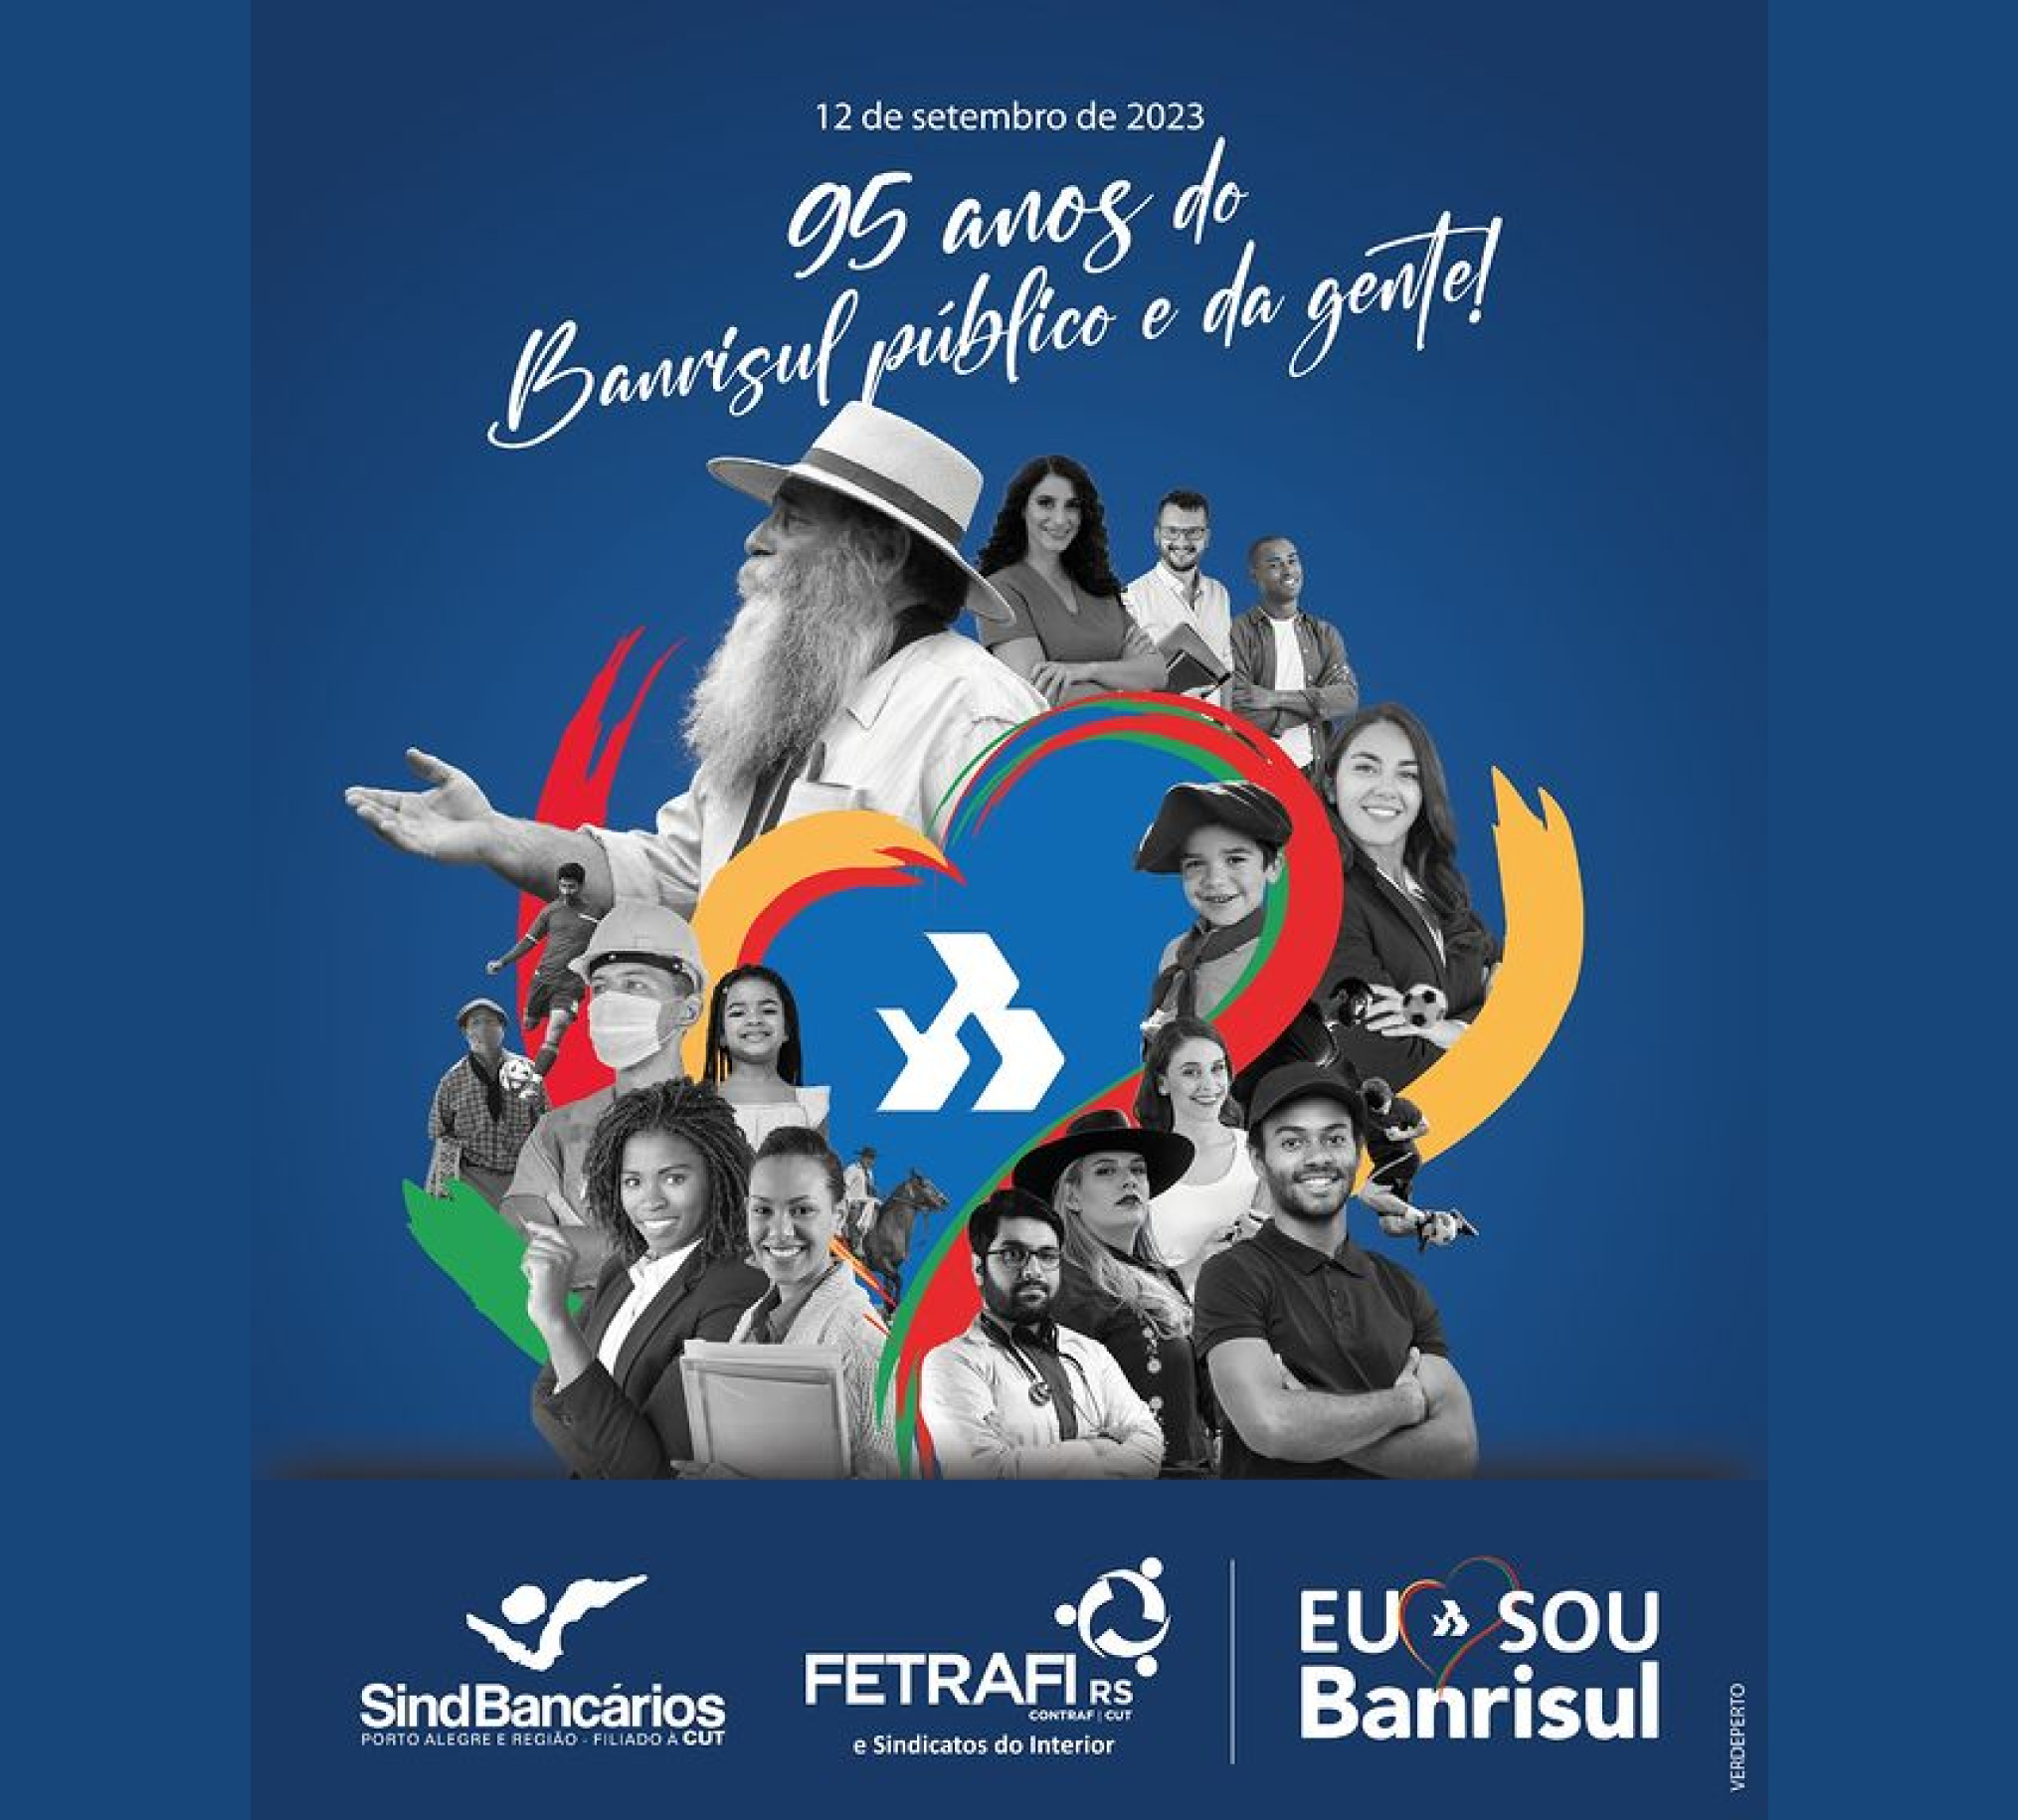 12 de setembro de 2023
95 anos do
Banrisul público e da gente!
SindBancários
PORTO ALEGRE E REGIÃO - FILIADO À CUT
FETRAFI RS
CONTRAF | CUT
e Sindicatos do Interior
EU SOU
Banrisul
VERDEPERTO